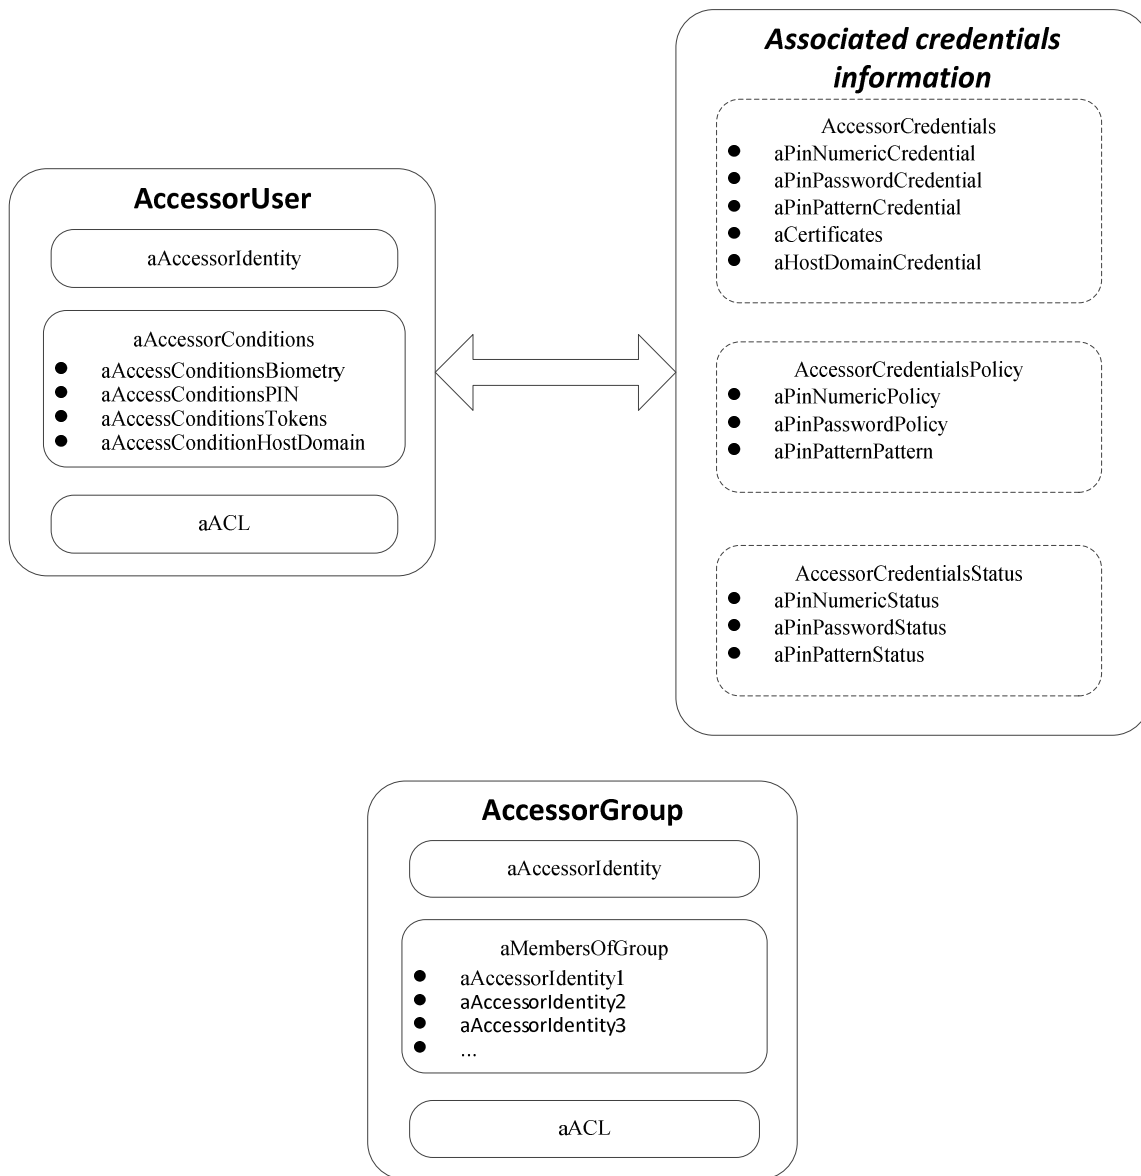 AccessorUser
aAccessorIdentity
aAccessorConditions
● aAccessConditionsBiometry
● aAccessConditionsPIN
● aAccessConditionsTokens
● aAccessConditionHostDomain
aACL
Associated credentials
information
AccessorCredentials
● aPinNumericCredential
● aPinPasswordCredential
● aPinPatternCredential
● aCertificates
● aHostDomainCredential
AccessorCredentialsPolicy
● aPinNumericPolicy
● aPinPasswordPolicy
● aPinPatternPattern
AccessorCredentialsStatus
● aPinNumericStatus
● aPinPasswordStatus
● aPinPatternStatus
AccessorGroup
aAccessorIdentity
aMembersOfGroup
● aAccessorIdentity1
● aAccessorIdentity2
● aAccessorIdentity3
● ...
aACL